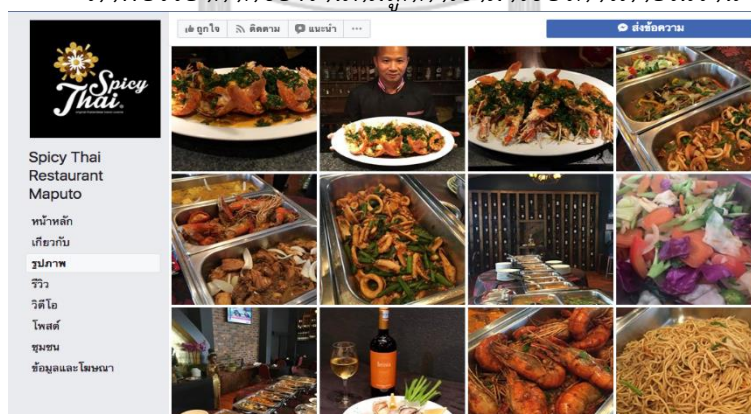 ถูกใจ ติดตาม แนะนำ ...
ส่งข้อความ
Spicy
Thai
Spicy Thai
Restaurant
Maputo
หน้าหลัก
เกี่ยวกับ
รูปภาพ
รีวิว
วิดีโอ
โพสต์
ชุมชน
ข้อมูลและโฆษณา